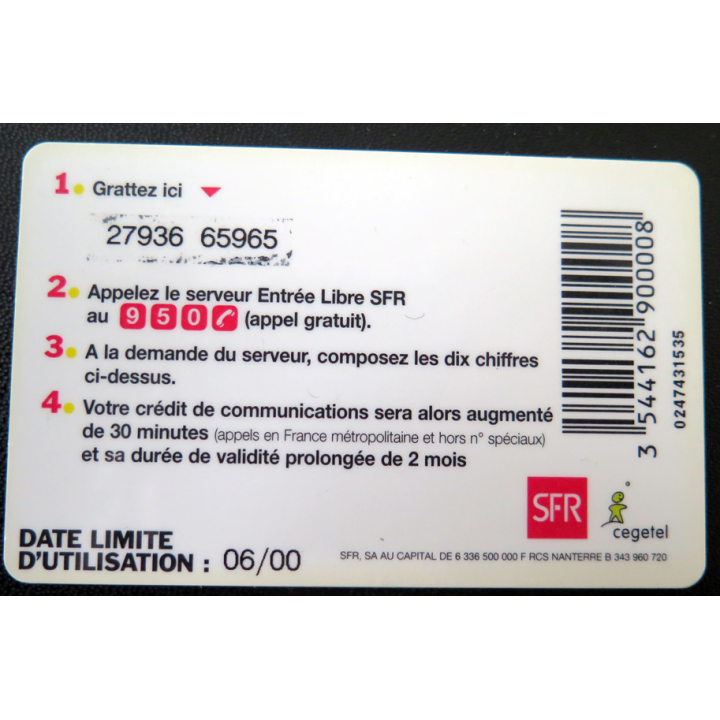 1. Grattez ici
27936 65965
2. Appelez le serveur Entrée Libre SFR
au 950 (appel gratuit).
3. A la demande du serveur, composez les dix chiffres
ci-dessus.
4. Votre crédit de communications sera alors augmenté
de 30 minutes (appels en France métropolitaine et hors n° spéciaux)
et sa durée de validité prolongée de 2 mois
3 544162 900008
0247431535
SFR
cegetel
DATE LIMITE
D'UTILISATION : 06/00
SFR, SA AU CAPITAL DE 6 336 500 000 F RCS NANTERRE B 343 960 720